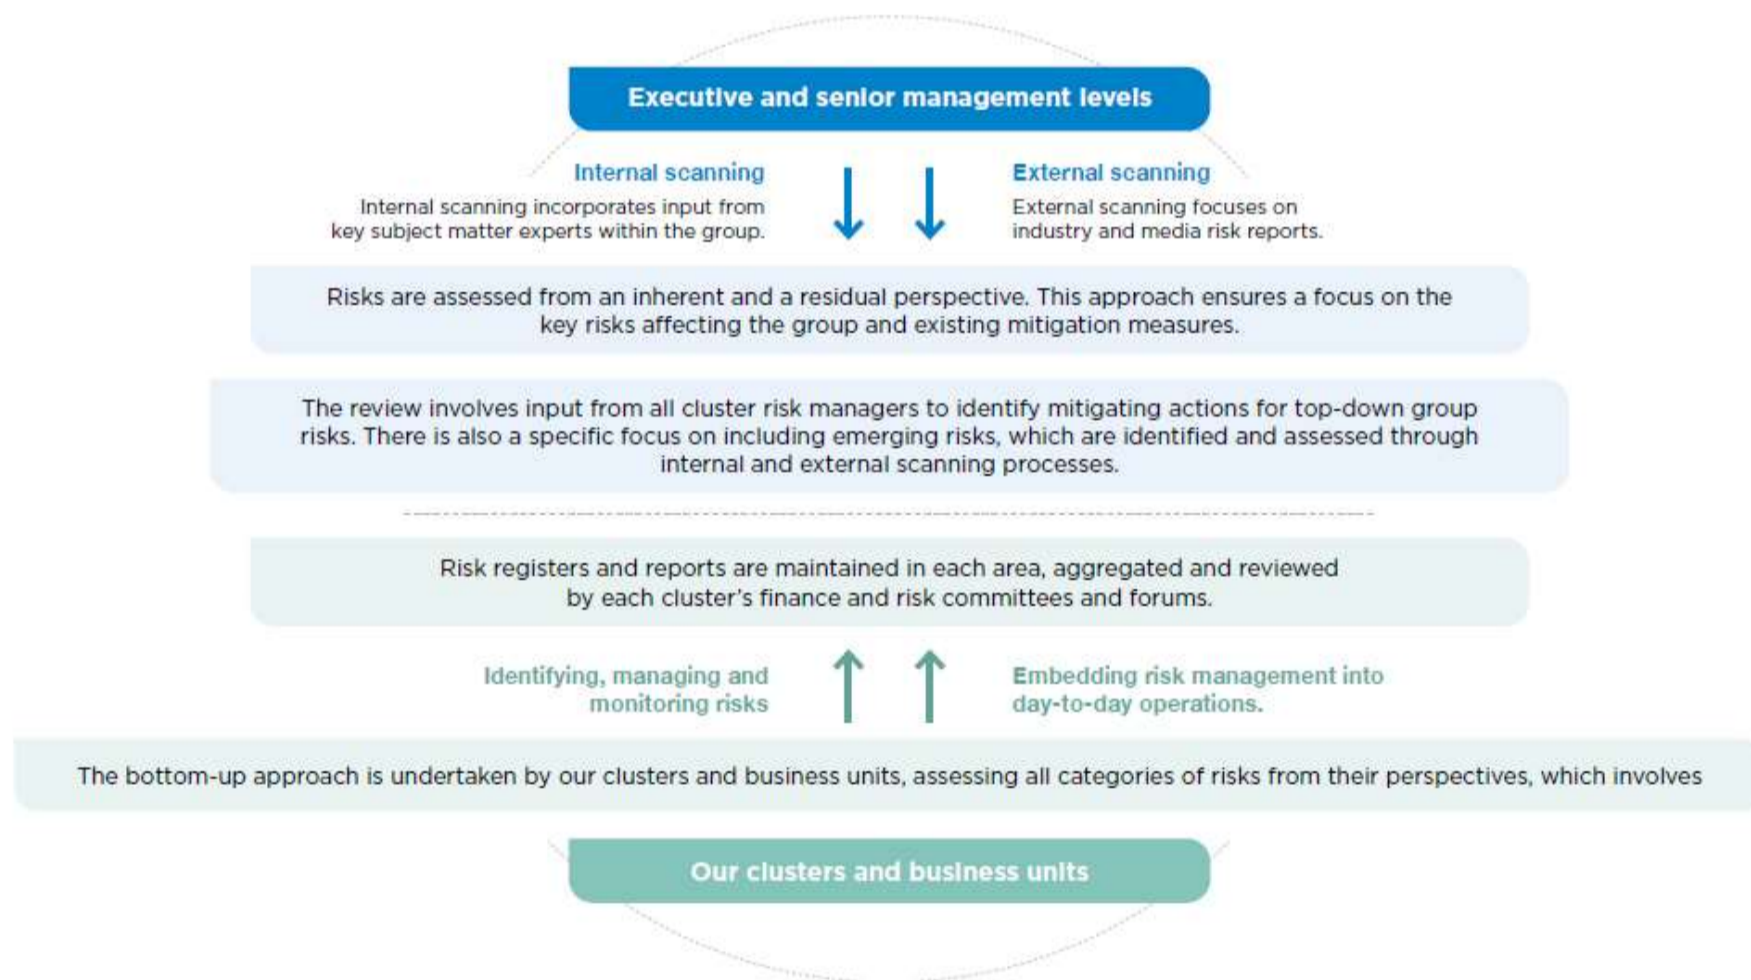 Executive and senior management levels
Internal scanning
Internal scanning incorporates input from
key subject matter experts within the group.
External scanning
External scanning focuses on
industry and media risk reports.
Risks are assessed from an inherent and a residual perspective. This approach ensures a focus on the
key risks affecting the group and existing mitigation measures.
The review involves input from all cluster risk managers to identify mitigating actions for top-down group
risks. There is also a specific focus on including emerging risks, which are identified and assessed through
internal and external scanning processes.
Risk registers and reports are maintained in each area, aggregated and reviewed
by each cluster's finance and risk committees and forums.
Identifying, managing and
monitoring risks
Embedding risk management into
day-to-day operations.
The bottom-up approach is undertaken by our clusters and business units, assessing all categories of risks from their perspectives, which involves
Our clusters and business units